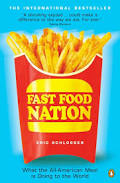 THE INTERNATIONAL BESTSELLER
FAST FOOD
NATION
ERIC SCHLOSSER
What the All-American Meal
is Doing to the World